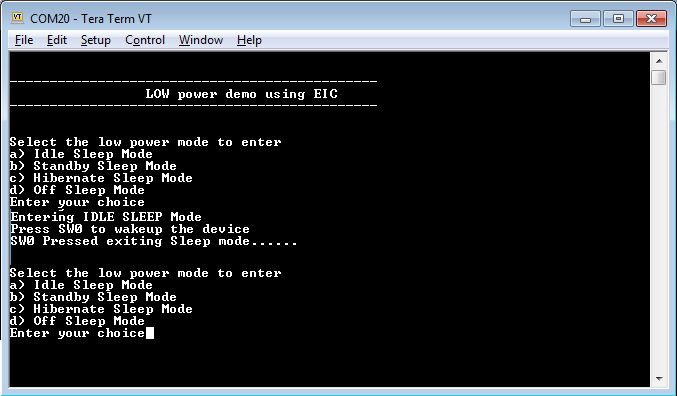 COM20 - Tera Term VT
File Edit Setup Control Window Help
LOW power demo using EIC
Select the low power mode to enter
a) Idle Sleep Mode
b) Standby Sleep Mode
c) Hibernate Sleep Mode
d) Off Sleep Mode
Enter your choice
Entering IDLE SLEEP Mode
Press SW0 to wakeup the device
SW0 Pressed exiting Sleep mode......
Select the low power mode to enter
a) Idle Sleep Mode
b) Standby Sleep Mode
c) Hibernate Sleep Mode
d) Off Sleep Mode
Enter your choice